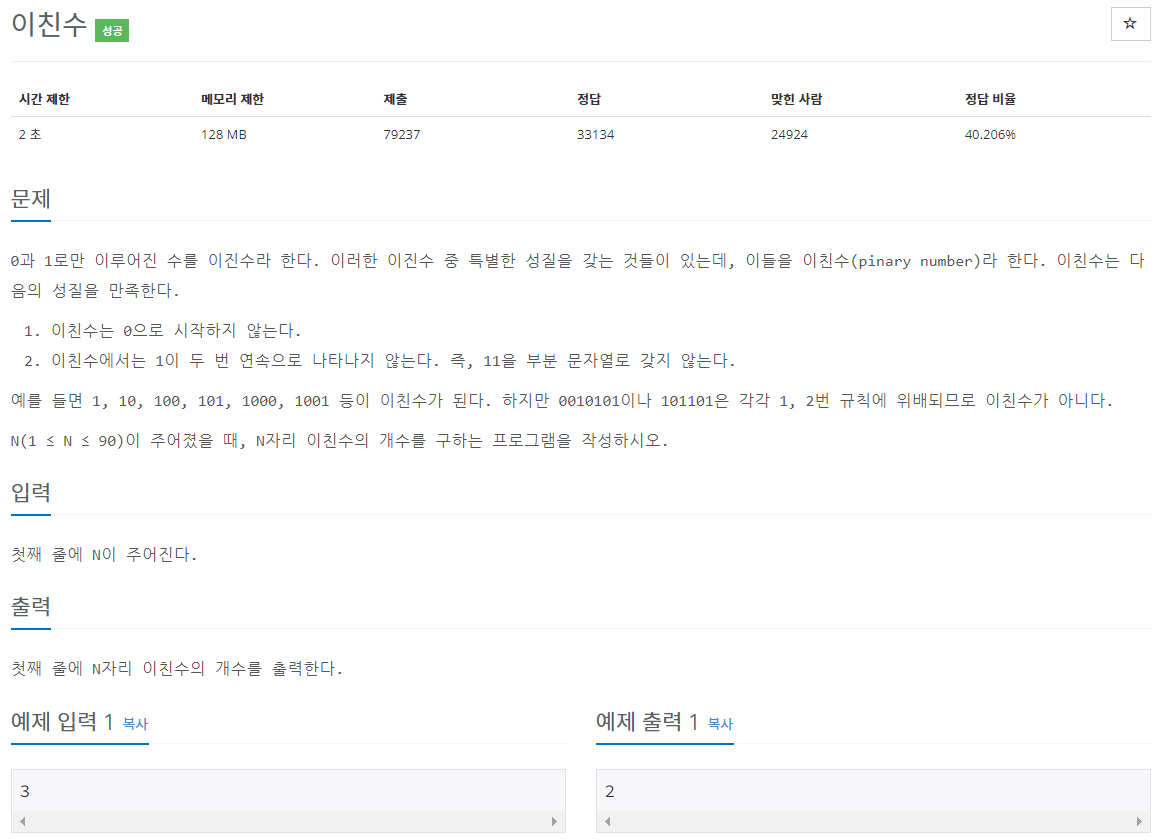 이친수 성공
☆
시간 제한 메모리 제한 제출 정답 맞힌 사람 정답 비율
2 초 128 MB 79237 33134 24924 40.206%
문제
0과 1로만 이루어진 수를 이진수라 한다. 이러한 이진수 중 특별한 성질을 갖는 것들이 있는데, 이들을 이친수(pinary number)라 한다. 이친수는 다
음의 성질을 만족한다.
1. 이친수는 0으로 시작하지 않는다.
2. 이친수에서는 1이 두 번 연속으로 나타나지 않는다. 즉, 11을 부분 문자열로 갖지 않는다.
예를 들면 1, 10, 100, 101, 1000, 1001 등이 이친수가 된다. 하지만 0010101이나 101101은 각각 1, 2번 규칙에 위배되므로 이친수가 아니다.
N(1 ≤ N ≤ 90)이 주어졌을 때, N자리 이친수의 개수를 구하는 프로그램을 작성하시오.
입력
첫째 줄에 N이 주어진다.
출력
첫째 줄에 N자리 이친수의 개수를 출력한다.
예제 입력 1 복사
3
예제 출력 1 복사
2